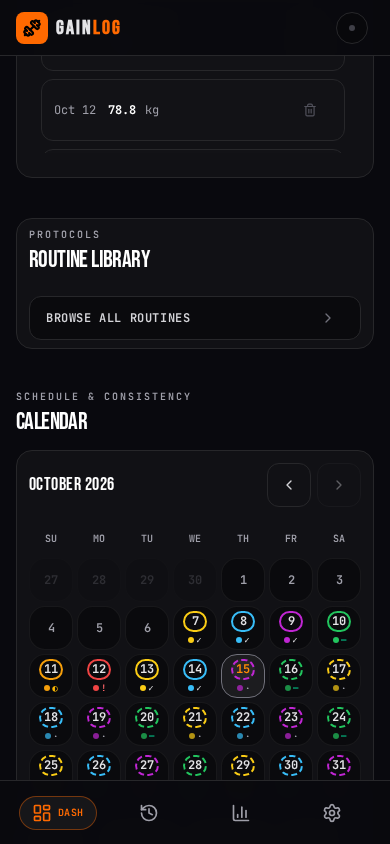 GAINLOG
Oct 12 78.8 kg
PROTOCOLS
ROUTINE LIBRARY
BROWSE ALL ROUTINES
SCHEDULE & CONSISTENCY
CALENDAR
OCTOBER 2026
SU MO TU WE TH FR SA
27 28 29 30 1 2 3
4 5 6 7 8 9 10
11 12 13 14 15 16 17
18 19 20 21 22 23 24
25 26 27 28 29 30 31
DASH